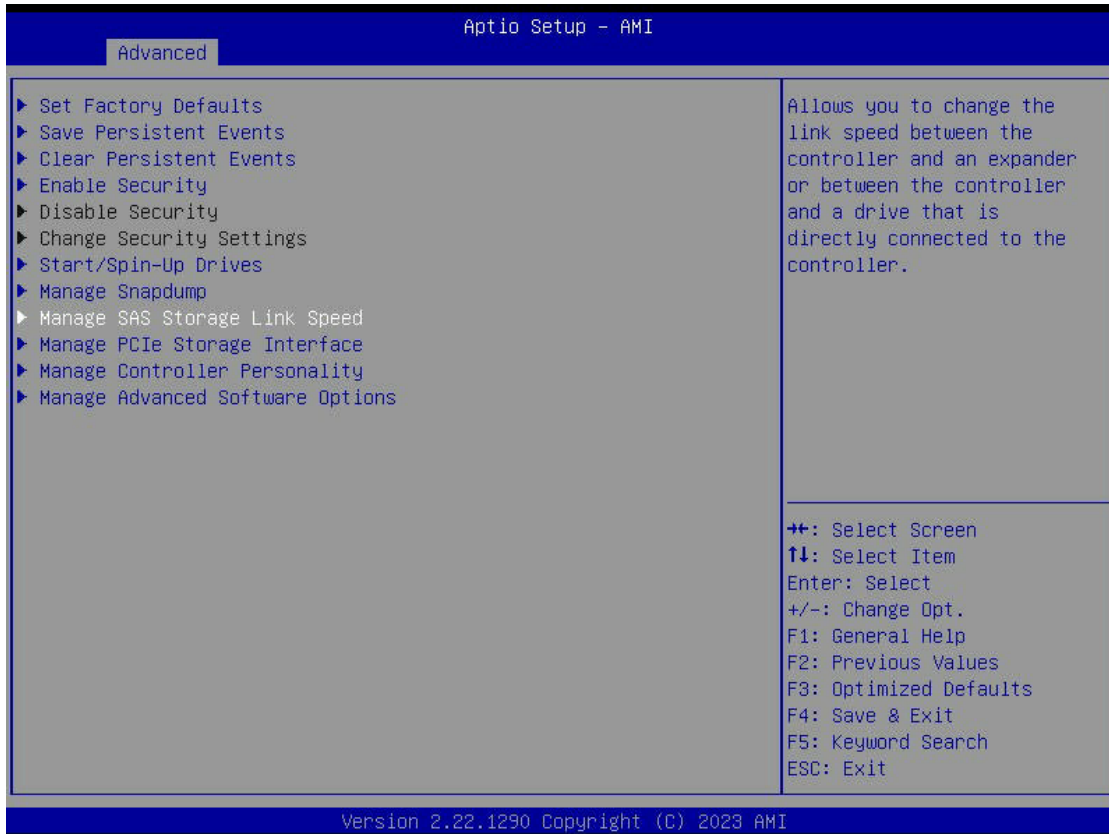 Aptio Setup - AMI
Advanced
▶ Set Factory Defaults
▶ Save Persistent Events
▶ Clear Persistent Events
▶ Enable Security
▶ Disable Security
▶ Change Security Settings
▶ Start/Spin-Up Drives
▶ Manage Snapdump
▶ Manage SAS Storage Link Speed
▶ Manage PCIe Storage Interface
▶ Manage Controller Personality
▶ Manage Advanced Software Options
Allows you to change the
link speed between the
controller and an expander
or between the controller
and a drive that is
directly connected to the
controller.
→←: Select Screen
↑↓: Select Item
Enter: Select
+/-: Change Opt.
F1: General Help
F2: Previous Values
F3: Optimized Defaults
F4: Save & Exit
F5: Keyword Search
ESC: Exit
Version 2.22.1290 Copyright (C) 2023 AMI